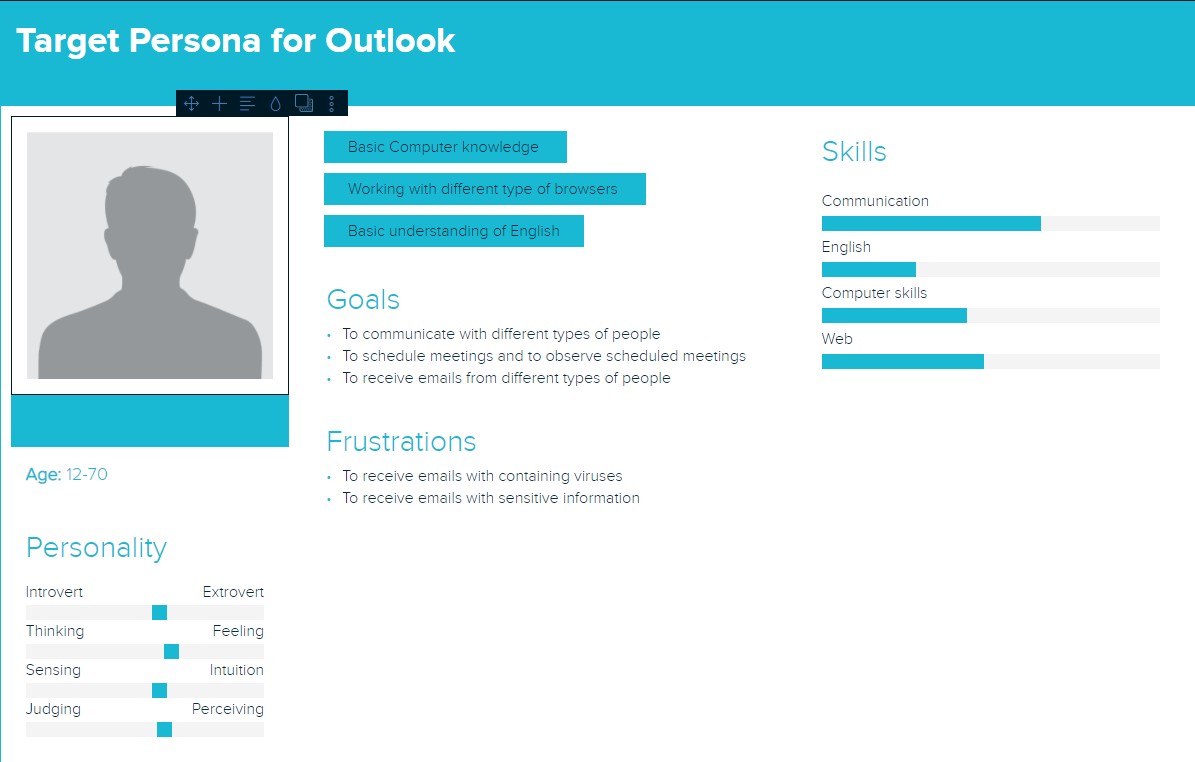 Target Persona for Outlook
Basic Computer knowledge
Working with different type of browsers
Basic understanding of English
Goals
To communicate with different types of people
To schedule meetings and to observe scheduled meetings
To receive emails from different types of people
Frustrations
To receive emails with containing viruses
To receive emails with sensitive information
Skills
Communication
English
Computer skills
Web
Age: 12-70
Personality
Introvert Extrovert
Thinking Feeling
Sensing Intuition
Judging Perceiving